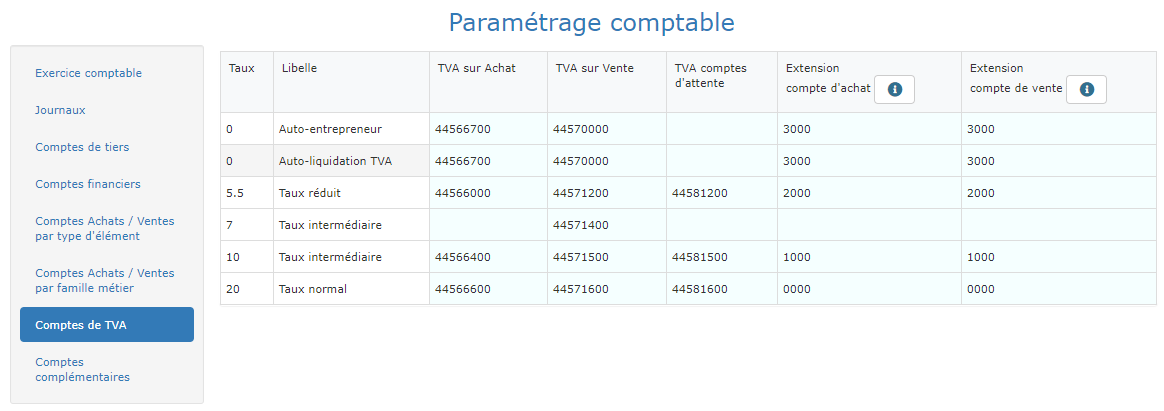 Paramétrage comptable
Exercice comptable
Journaux
Comptes de tiers
Comptes financiers
Comptes Achats / Ventes
par type d'élément
Comptes Achats / Ventes
par famille métier
Comptes de TVA
Comptes
complémentaires
Taux Libelle TVA sur Achat TVA sur Vente TVA comptes Extension Extension
d'attente compte d'achat compte de vente
0 Auto-entrepreneur 44566700 44570000 3000 3000
0 Auto-liquidation TVA 44566700 44570000 3000 3000
5.5 Taux réduit 44566000 44571200 44581200 2000 2000
7 Taux intermédiaire 44571400
10 Taux intermédiaire 44566400 44571500 44581500 1000 1000
20 Taux normal 44566600 44571600 44581600 0000 0000